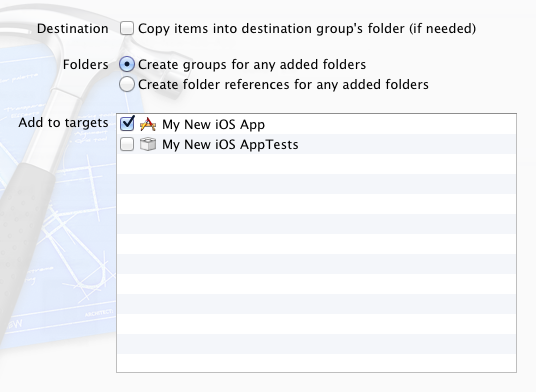 Destination Copy items into destination group's folder (if needed)
Folders Create groups for any added folders
Create folder references for any added folders
Add to targets My New iOS App
My New iOS AppTests